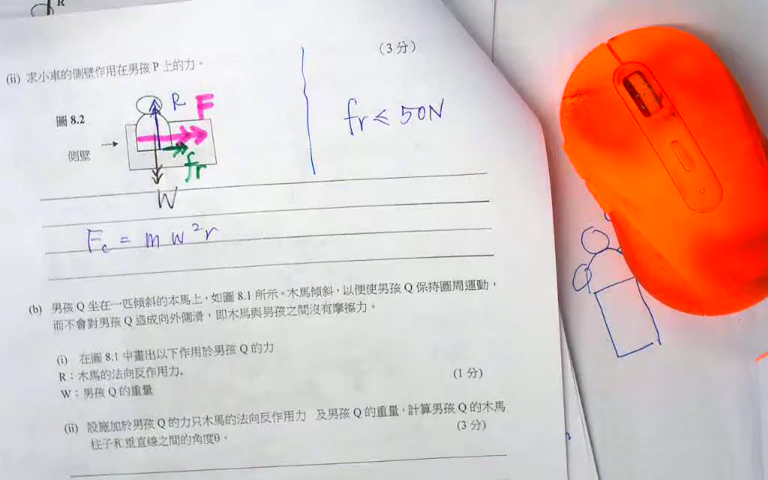 R
(3 分)
(ii) 求小車的側壁作用在男孩 P 上的力。
R F
圖 8.2
fr ≤ 50N
側壁
fr
W
Fc = m w²r
(b) 男孩 Q 坐在一匹傾斜的本馬上，如圖 8.1 所示。木馬傾斜，以便使男孩 Q 保持圓周運動，
而不會對男孩 Q 造成向外側滑，即木馬與男孩之間沒有摩擦力。
(i) 在圖 8.1 中畫出以下作用於男孩 Q 的力
R：木馬的法向反作用力，
(1 分)
W：男孩 Q 的重量
(ii) 設施加於男孩 Q 的力只木馬的法向反作用力 及男孩 Q 的重量，計算男孩 Q 的木馬
柱子和垂直線之間的角度θ。
(3 分)